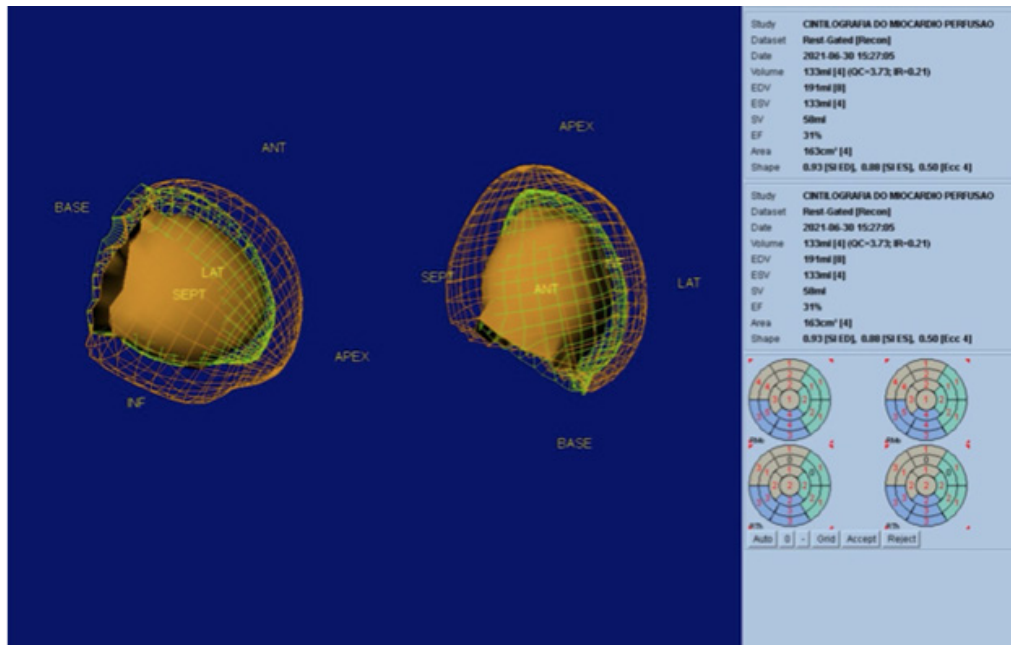 ANT
BASE
LAT
SEPT
APEX
INF
APEX
SEPT
INF
ANT
LAT
BASE
Study CINTILOGRAFIA DO MIOCARDIO PERFUSAO
Dataset Rest-Gated [Recon]
Date 2021-06-30 15:27:05
Volume 133ml [4] (QC=3.73; IR=0.21)
EDV 191ml [8]
ESV 133ml [4]
SV 58ml
EF 31%
Area 163cm² [4]
Shape 0.93 [SI ED], 0.88 [SI ES], 0.50 [Ecc 4]
Study CINTILOGRAFIA DO MIOCARDIO PERFUSAO
Dataset Rest-Gated [Recon]
Date 2021-06-30 15:27:05
Volume 133ml [4] (QC=3.73; IR=0.21)
EDV 191ml [8]
ESV 133ml [4]
SV 58ml
EF 31%
Area 163cm² [4]
Shape 0.93 [SI ED], 0.88 [SI ES], 0.50 [Ecc 4]
Auto 0 - Grid Accept Reject